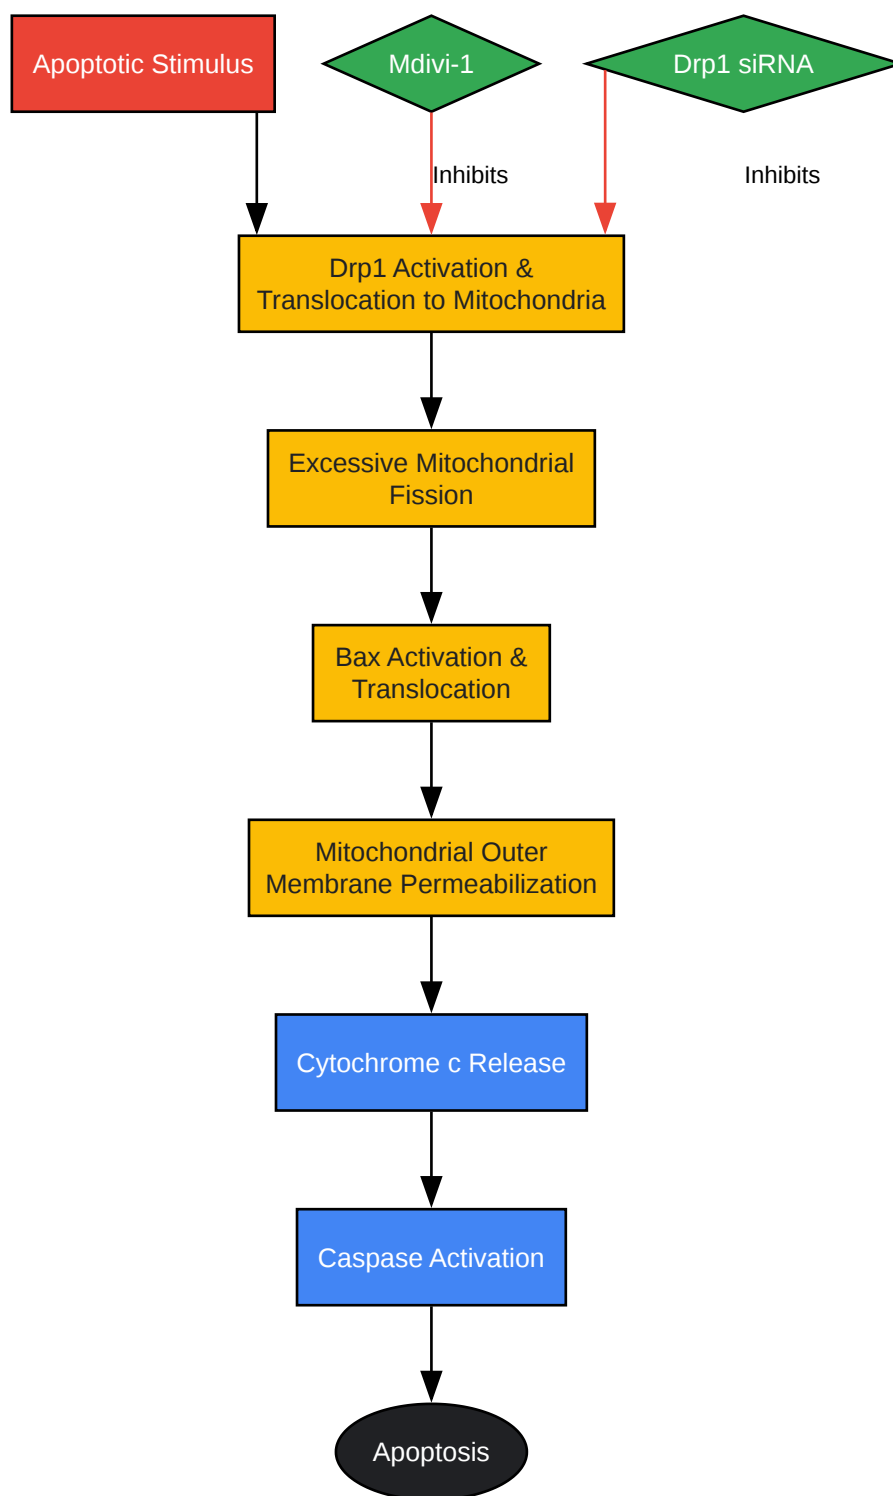 Apoptotic Stimulus
Mdivi-1
Drp1 siRNA
Inhibits
Inhibits
Drp1 Activation &
Translocation to Mitochondria
Excessive Mitochondrial
Fission
Bax Activation &
Translocation
Mitochondrial Outer
Membrane Permeabilization
Cytochrome c Release
Caspase Activation
Apoptosis